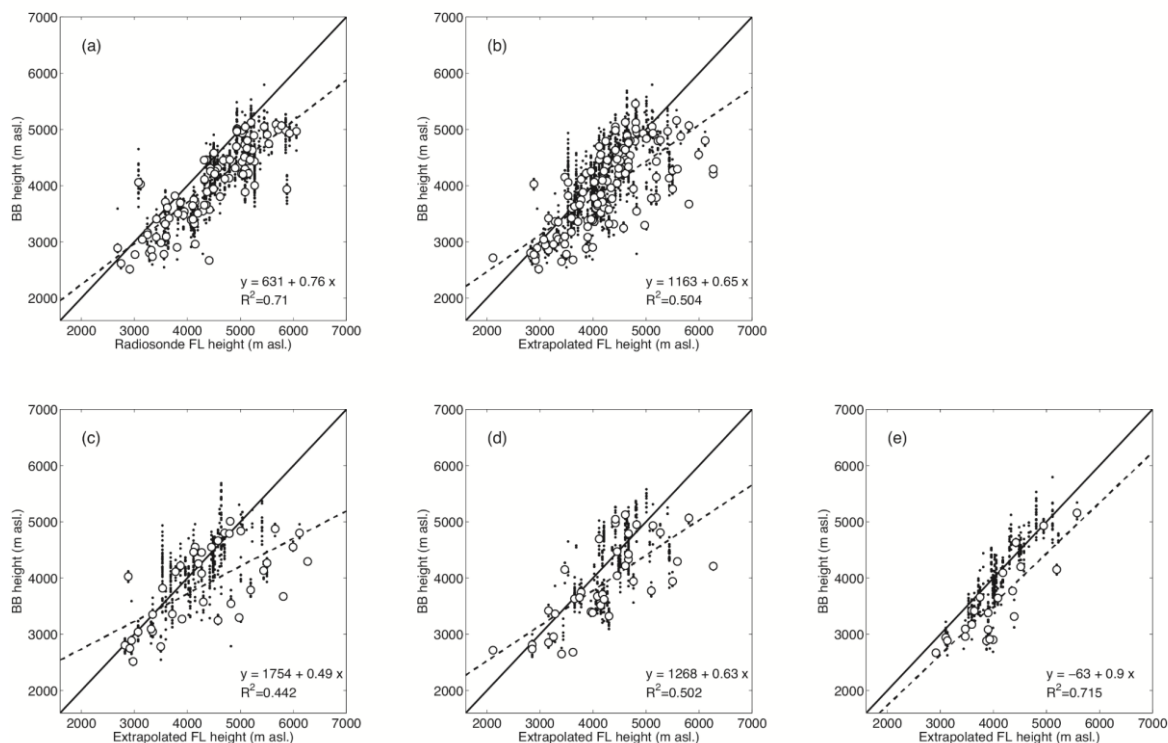 (a)
7000
6000
5000
4000
3000
2000
BB height (m asl.)
y = 631 + 0.76 x
R²=0.71
2000 3000 4000 5000 6000 7000
Radiosonde FL height (m asl.)
(b)
7000
6000
5000
4000
3000
2000
BB height (m asl.)
y = 1163 + 0.65 x
R²=0.504
2000 3000 4000 5000 6000 7000
Extrapolated FL height (m asl.)
(c)
7000
6000
5000
4000
3000
2000
BB height (m asl.)
y = 1754 + 0.49 x
R²=0.442
2000 3000 4000 5000 6000 7000
Extrapolated FL height (m asl.)
(d)
7000
6000
5000
4000
3000
2000
BB height (m asl.)
y = 1268 + 0.63 x
R²=0.502
2000 3000 4000 5000 6000 7000
Extrapolated FL height (m asl.)
(e)
7000
6000
5000
4000
3000
2000
BB height (m asl.)
y = −63 + 0.9 x
R²=0.715
2000 3000 4000 5000 6000 7000
Extrapolated FL height (m asl.)